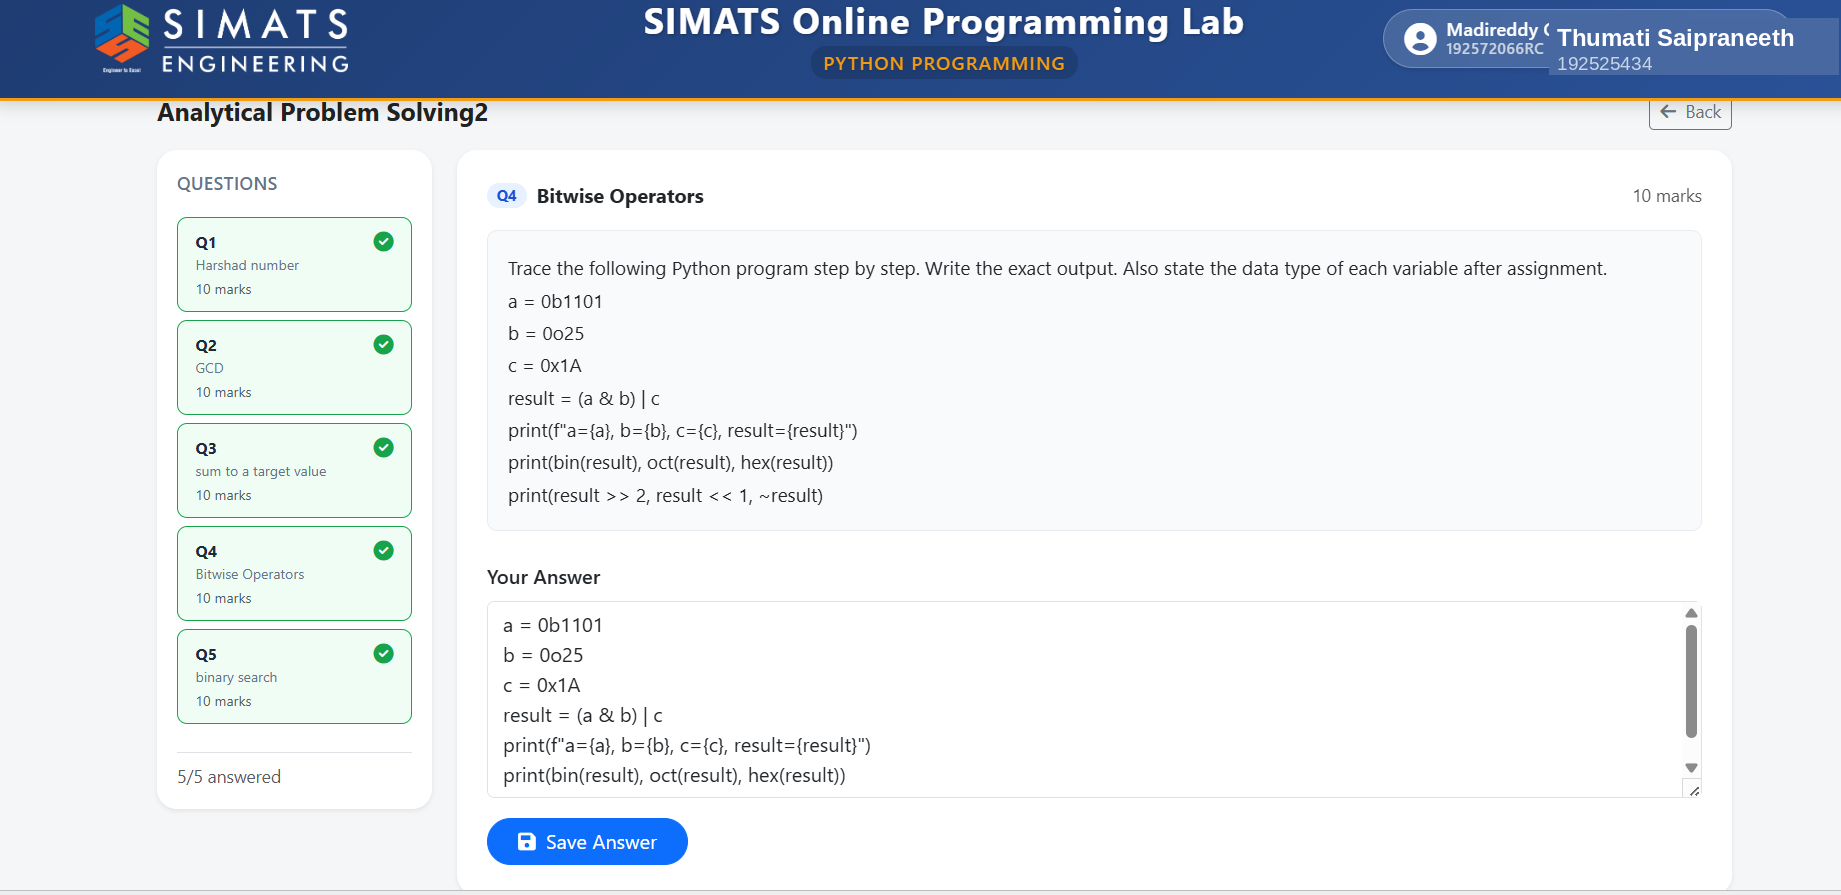 SIMATS
ENGINEERING
Engineer to Excel
SIMATS Online Programming Lab
PYTHON PROGRAMMING
Madireddy
192572066RC
Thumati Saipraneeth
192525434
Analytical Problem Solving2
← Back
QUESTIONS
Q1
Harshad number
10 marks
Q2
GCD
10 marks
Q3
sum to a target value
10 marks
Q4
Bitwise Operators
10 marks
Q5
binary search
10 marks
5/5 answered
Q4 Bitwise Operators
10 marks
Trace the following Python program step by step. Write the exact output. Also state the data type of each variable after assignment.
a = 0b1101
b = 0o25
c = 0x1A
result = (a & b) | c
print(f"a={a}, b={b}, c={c}, result={result}")
print(bin(result), oct(result), hex(result))
print(result >> 2, result << 1, ~result)
Your Answer
a = 0b1101
b = 0o25
c = 0x1A
result = (a & b) | c
print(f"a={a}, b={b}, c={c}, result={result}")
print(bin(result), oct(result), hex(result))
Save Answer